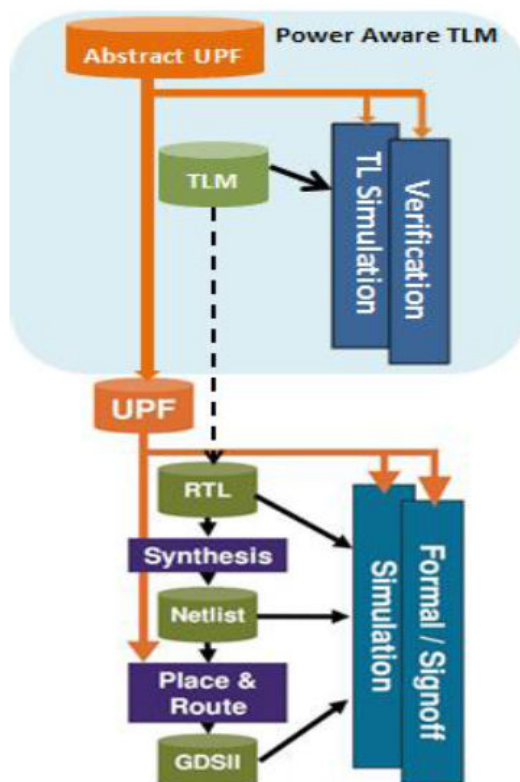 Power Aware TLM
Abstract UPF
TLM
TL Simulation
Verification
UPF
RTL
Synthesis
Netlist
Place &
Route
GDSII
Simulation
Formal / Signoff